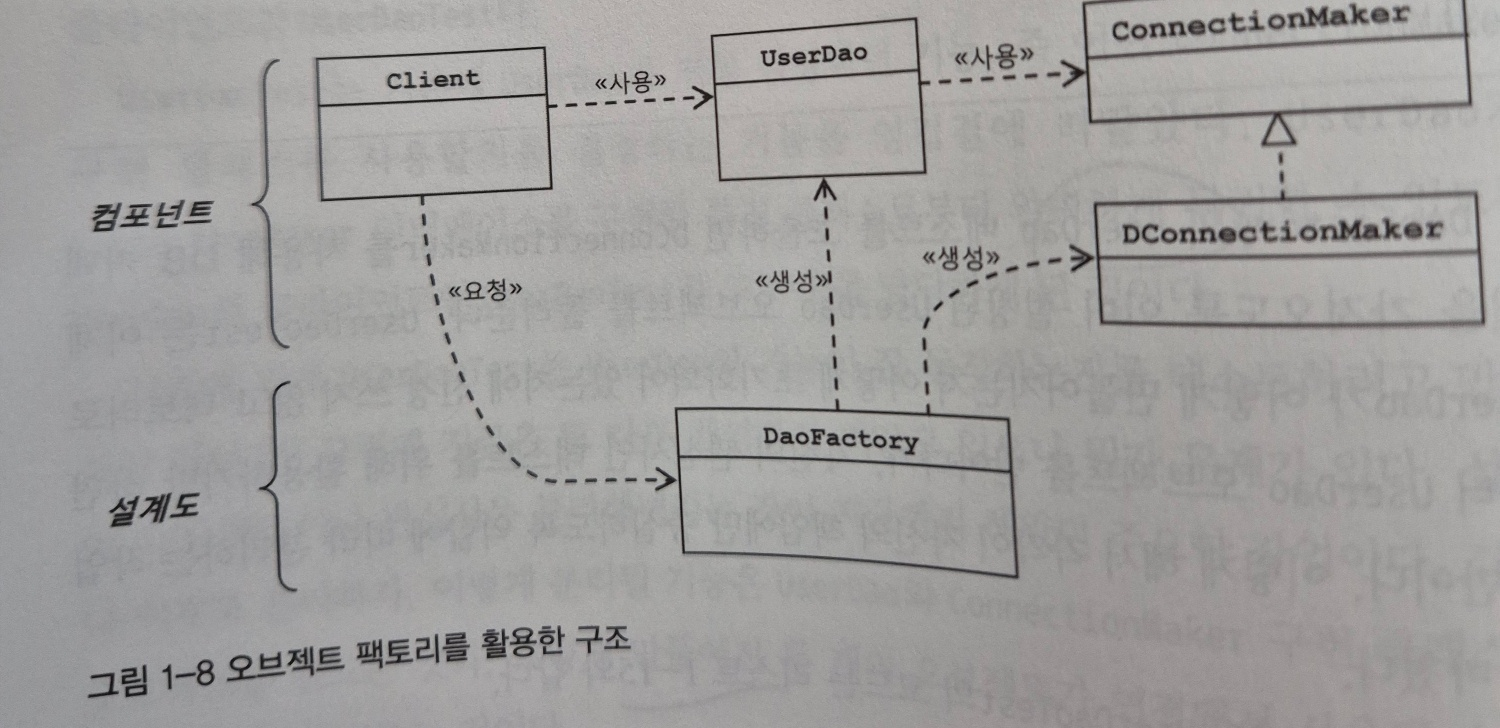 Client
«사용»
UserDao
«사용»
ConnectionMaker
컴포넌트
«요청»
«생성»
«생성»
DConnectionMaker
설계도
DaoFactory
그림 1-8 오브젝트 팩토리를 활용한 구조